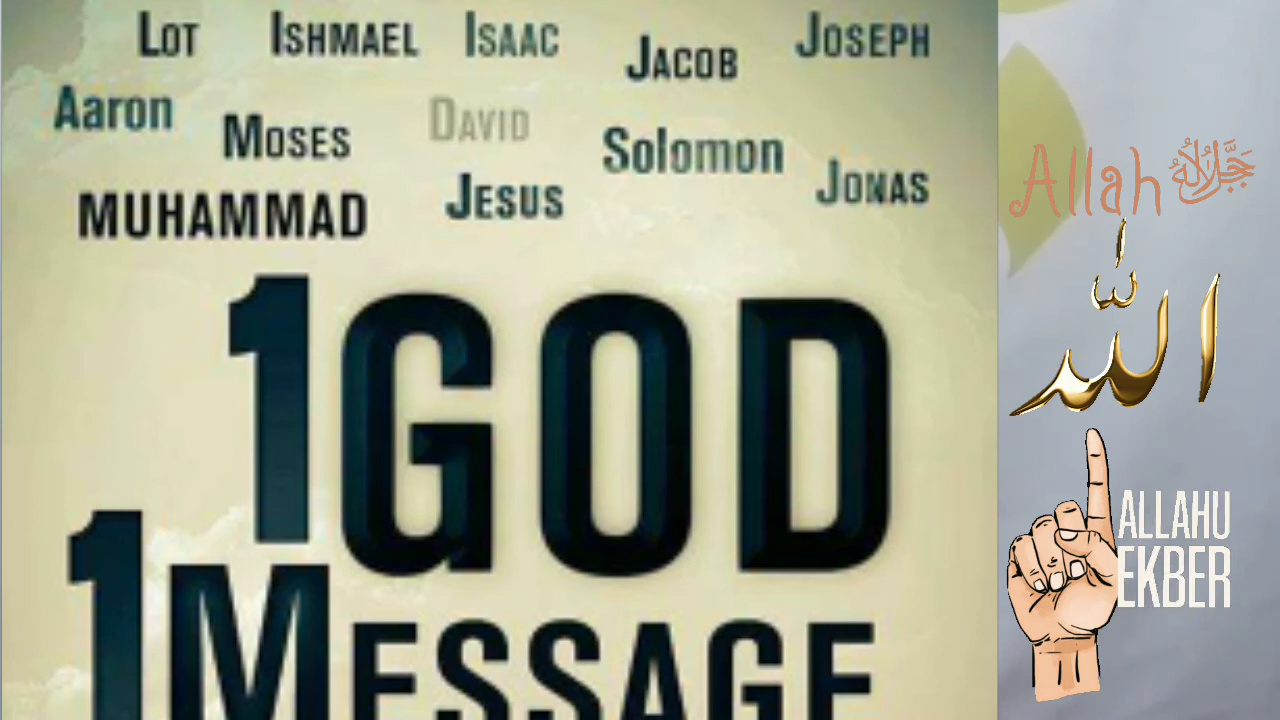 LOT ISHMAEL ISAAC JACOB JOSEPH
Aaron MOSES DAVID Solomon JONAS
MUHAMMAD JESUS
1GOD
1MESSAGE
Allah جَلَّ جَلَالُهُ
الله
ALLAHU
EKBER